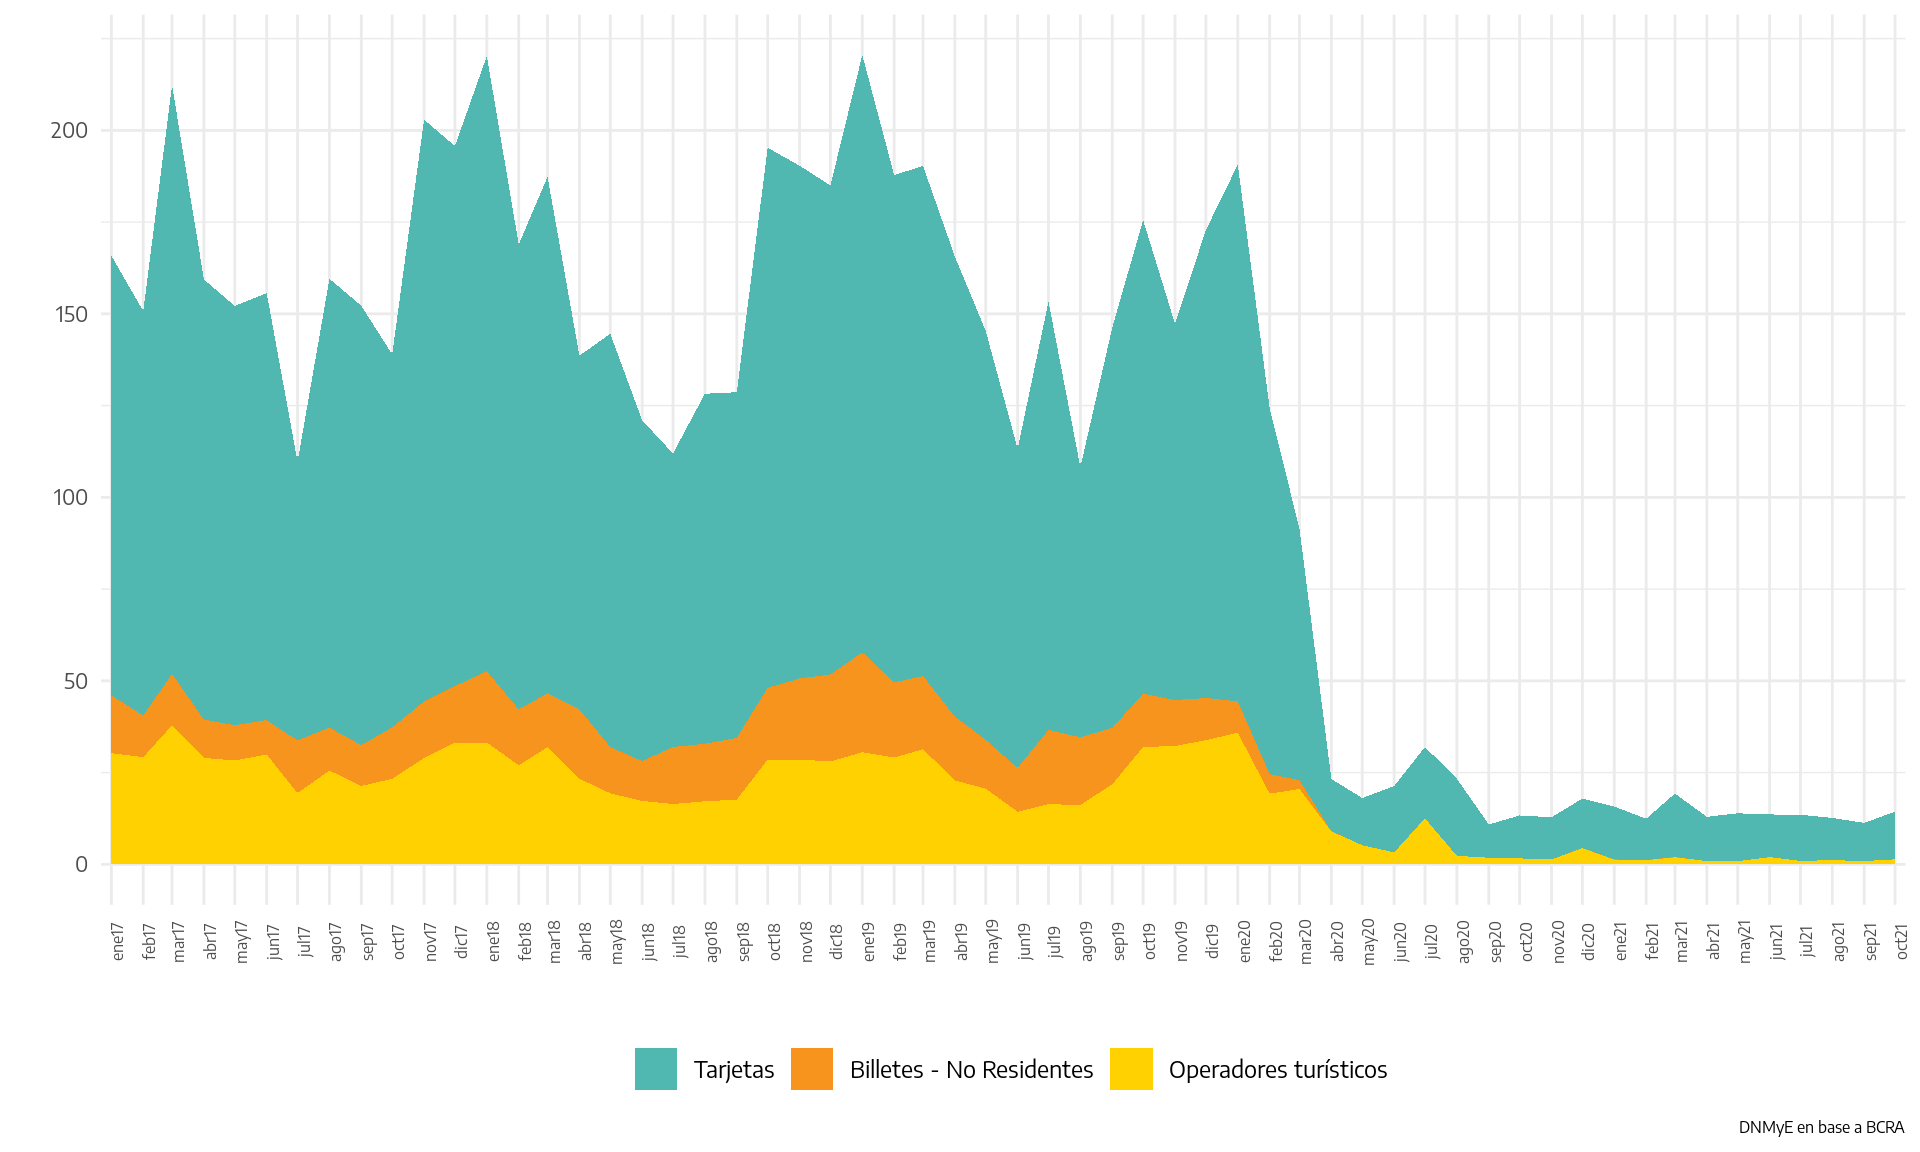 200
150
100
50
0
ene17 feb17 mar17 abr17 may17 jun17 jul17 ago17 sep17 oct17 nov17 dic17 ene18 feb18 mar18 abr18 may18 jun18 jul18 ago18 sep18 oct18 nov18 dic18 ene19 feb19 mar19 abr19 may19 jun19 jul19 ago19 sep19 oct19 nov19 dic19 ene20 feb20 mar20 abr20 may20 jun20 jul20 ago20 sep20 oct20 nov20 dic20 ene21 feb21 mar21 abr21 may21 jun21 jul21 ago21 sep21 oct21
Tarjetas Billetes - No Residentes Operadores turísticos
DNMyE en base a BCRA